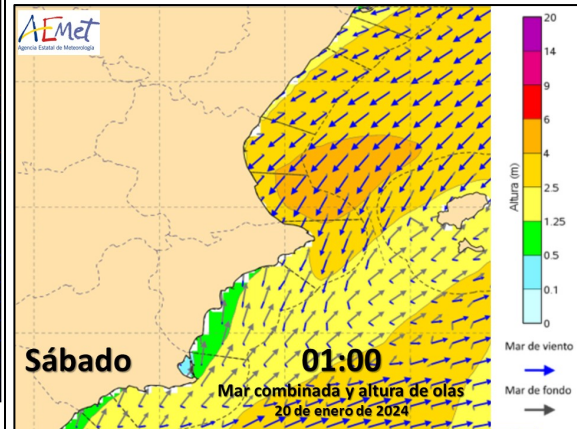 AEMet
Agencia Estatal de Meteorología
20
14
9
6
4
2.5
1.25
0.5
0.1
0
Altura (m)
Mar de viento
Mar de fondo
Sábado
01:00
Mar combinada y altura de olas
20 de enero de 2024